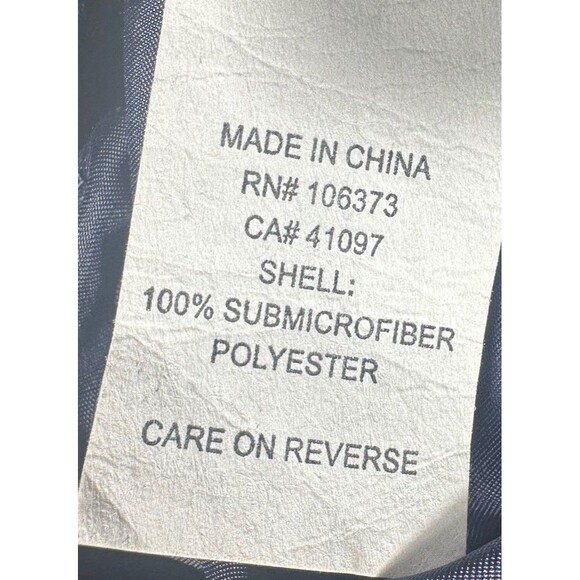 MADE IN CHINA
RN# 106373
CA# 41097
SHELL:
100% SUBMICROFIBER
POLYESTER
CARE ON REVERSE